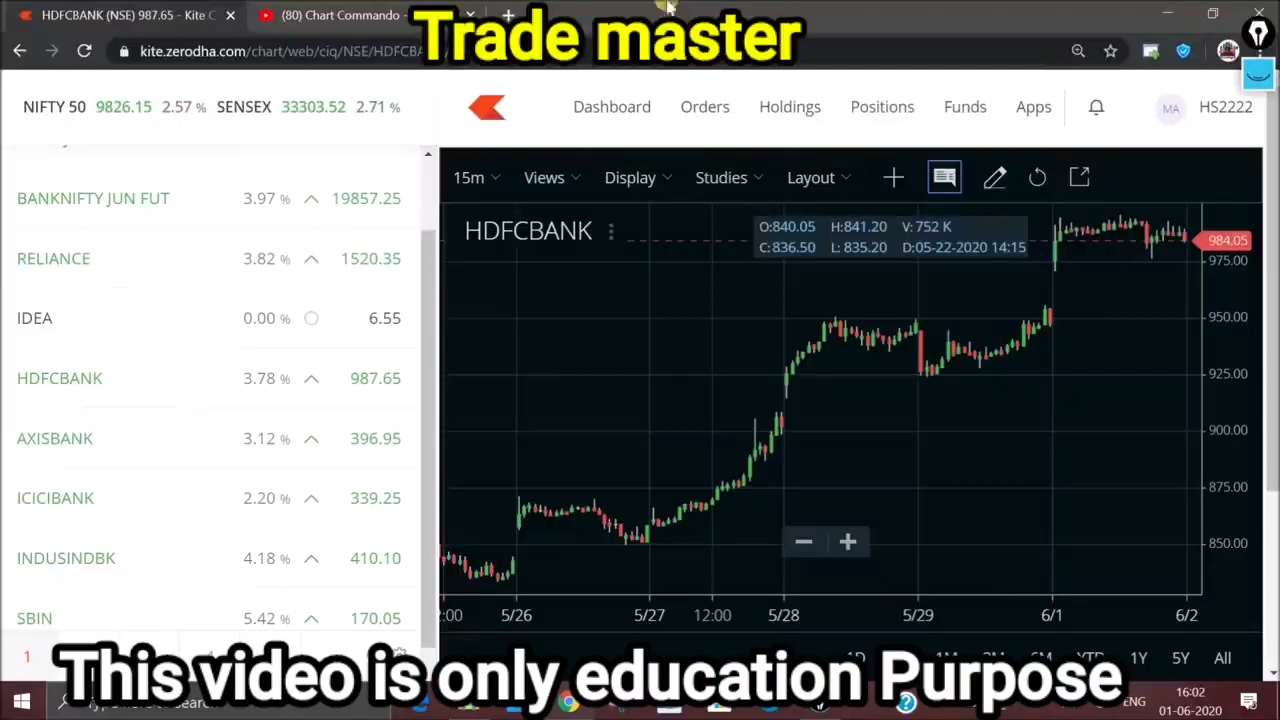 HDFCBANK (NSE) 987.65 - Kite C
(80) Chart Commando -
Trade master
kite.zerodha.com/chart/web/ciq/NSE/HDFCBA
NIFTY 50 9826.15 2.57 % SENSEX 33303.52 2.71 %
Dashboard Orders Holdings Positions Funds Apps MA HS2222
BANKNIFTY JUN FUT 3.97 % 19857.25
RELIANCE 3.82 % 1520.35
IDEA 0.00 % 6.55
HDFCBANK 3.78 % 987.65
AXISBANK 3.12 % 396.95
ICICIBANK 2.20 % 339.25
INDUSINDBK 4.18 % 410.10
SBIN 5.42 % 170.05
1
15m Views Display Studies Layout
HDFCBANK
O:840.05 H:841.20 V:752 K
C:836.50 L: 835.20 D:05-22-2020 14:15
984.05
975.00
950.00
925.00
900.00
875.00
850.00
:00 5/26 5/27 12:00 5/28 5/29 6/1 6/2
1Y 5Y All
This video is only education Purpose
ENG
16:02
01-06-2020